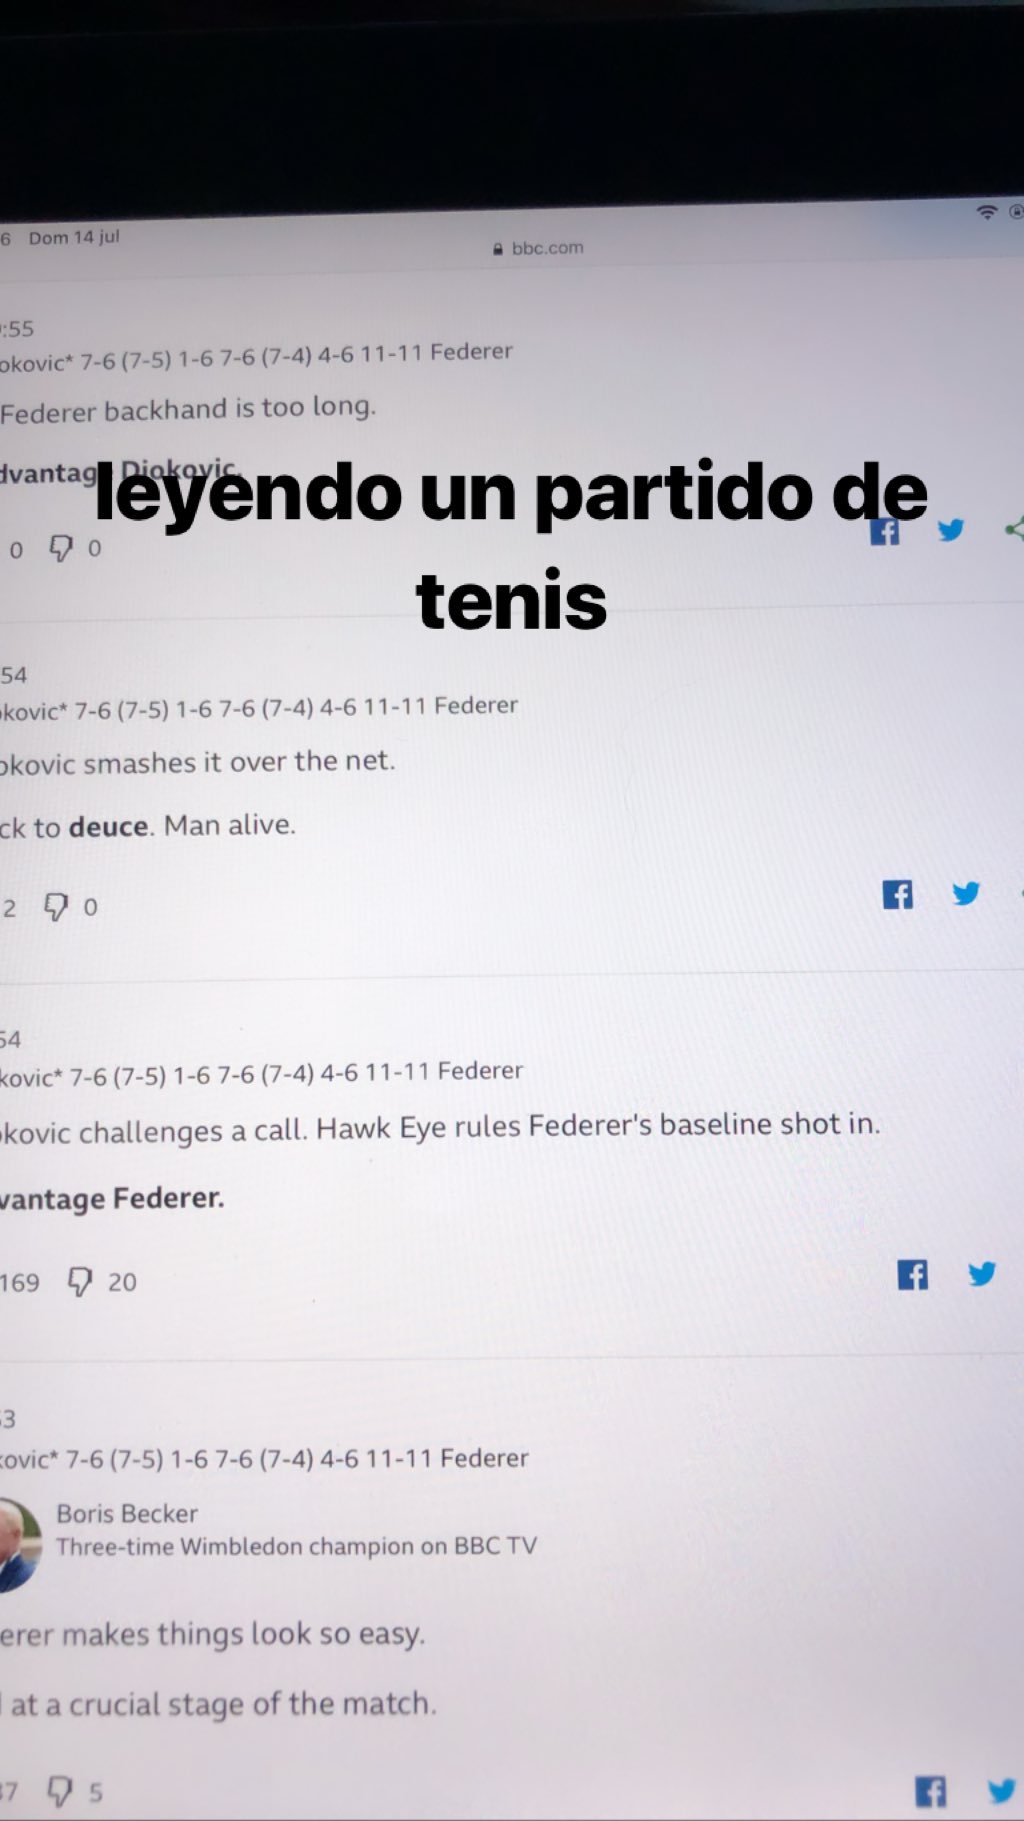 6 Dom 14 jul
bbc.com
:55
okovic* 7-6 (7-5) 1-6 7-6 (7-4) 4-6 11-11 Federer
Federer backhand is too long.
dvantag Djokovic.
leyendo un partido de
tenis
0 0
54
okovic* 7-6 (7-5) 1-6 7-6 (7-4) 4-6 11-11 Federer
okovic smashes it over the net.
ck to deuce. Man alive.
2 0
54
kovic* 7-6 (7-5) 1-6 7-6 (7-4) 4-6 11-11 Federer
okovic challenges a call. Hawk Eye rules Federer's baseline shot in.
vantage Federer.
169 20
53
kovic* 7-6 (7-5) 1-6 7-6 (7-4) 4-6 11-11 Federer
Boris Becker
Three-time Wimbledon champion on BBC TV
erer makes things look so easy.
at a crucial stage of the match.
37 5